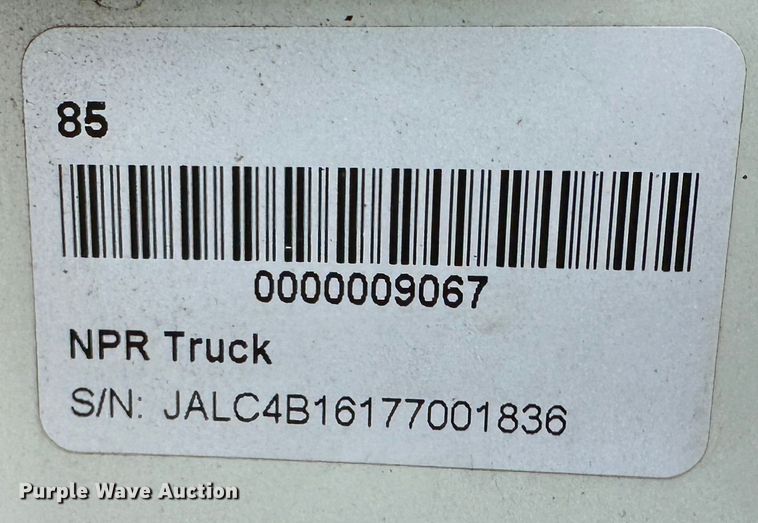 85
0000009067
NPR Truck
S/N: JALC4B16177001836
Purple Wave Auction